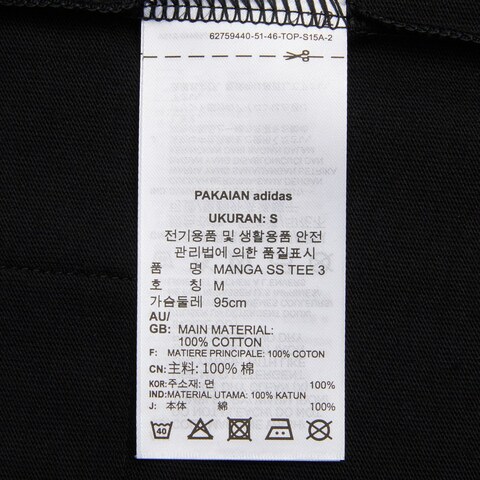 62759440-51-46-TOP-S15A-2
PAKAIAN adidas
UKURAN: S
전기용품 및 생활용품 안전
관리법에 의한 품질표시
품 명 MANGA SS TEE 3
호 칭 M
가슴둘레 95cm
AU/
GB: MAIN MATERIAL:
100% COTTON
F: MATIERE PRINCIPALE: 100% COTON
CN: 主料: 100% 棉
KOR: 주소재: 면 100%
IND: MATERIAL UTAMA: 100% KATUN
J: 本体 綿 100%
40